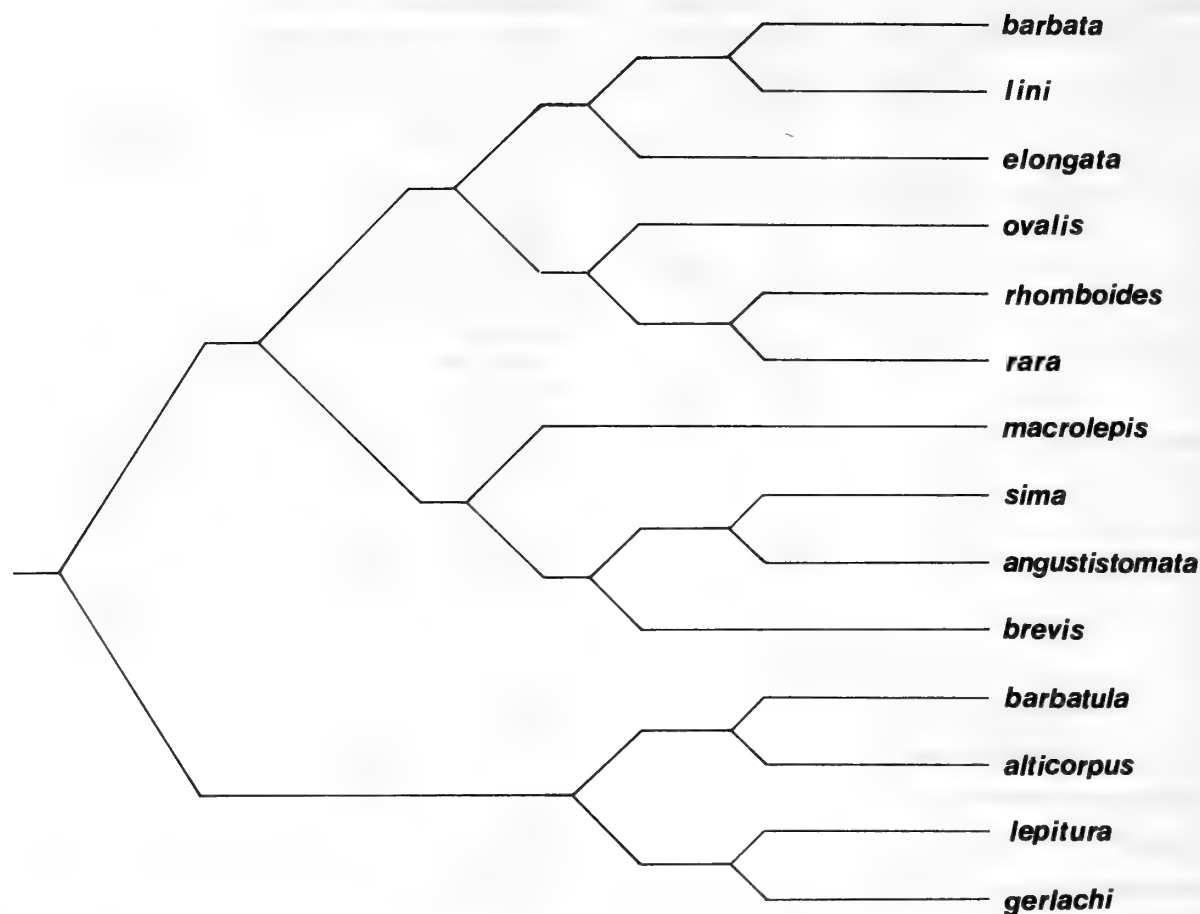 barbata
lini
elongata
ovalis
rhomboides
rara
macrolepis
sima
angustistomata
brevis
barbatula
alticorpus
lepitura
gerlachi